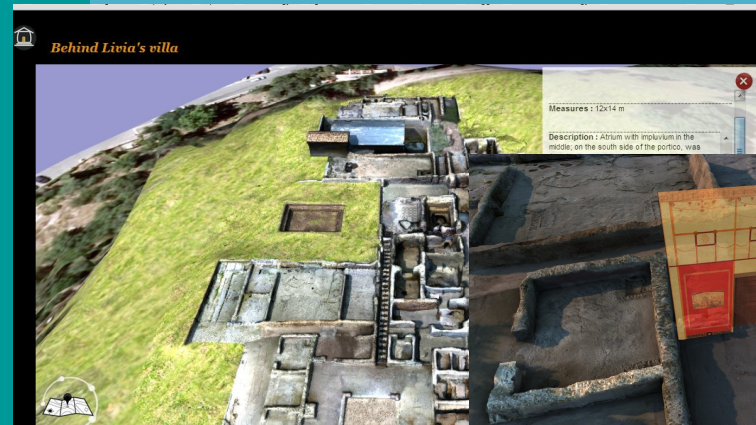 Behind Livia's villa
Measures : 12x14 m
Description : Atrium with impluvium in the
middle; on the south side of the portico, was